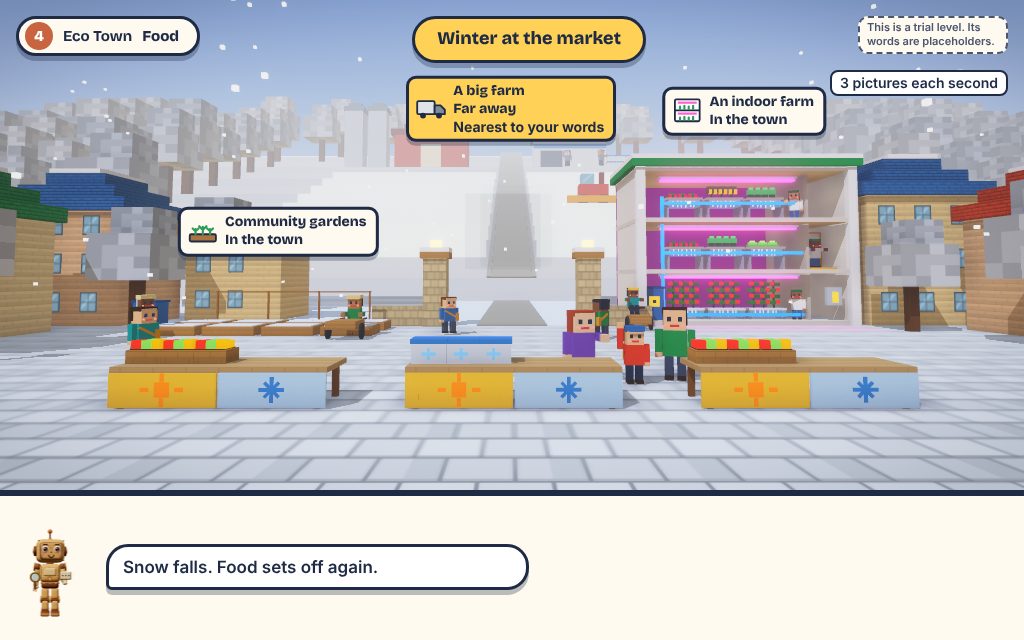 4 Eco Town Food
Winter at the market
This is a trial level. Its
words are placeholders.
3 pictures each second
A big farm
Far away
Nearest to your words
An indoor farm
In the town
Community gardens
In the town
Snow falls. Food sets off again.